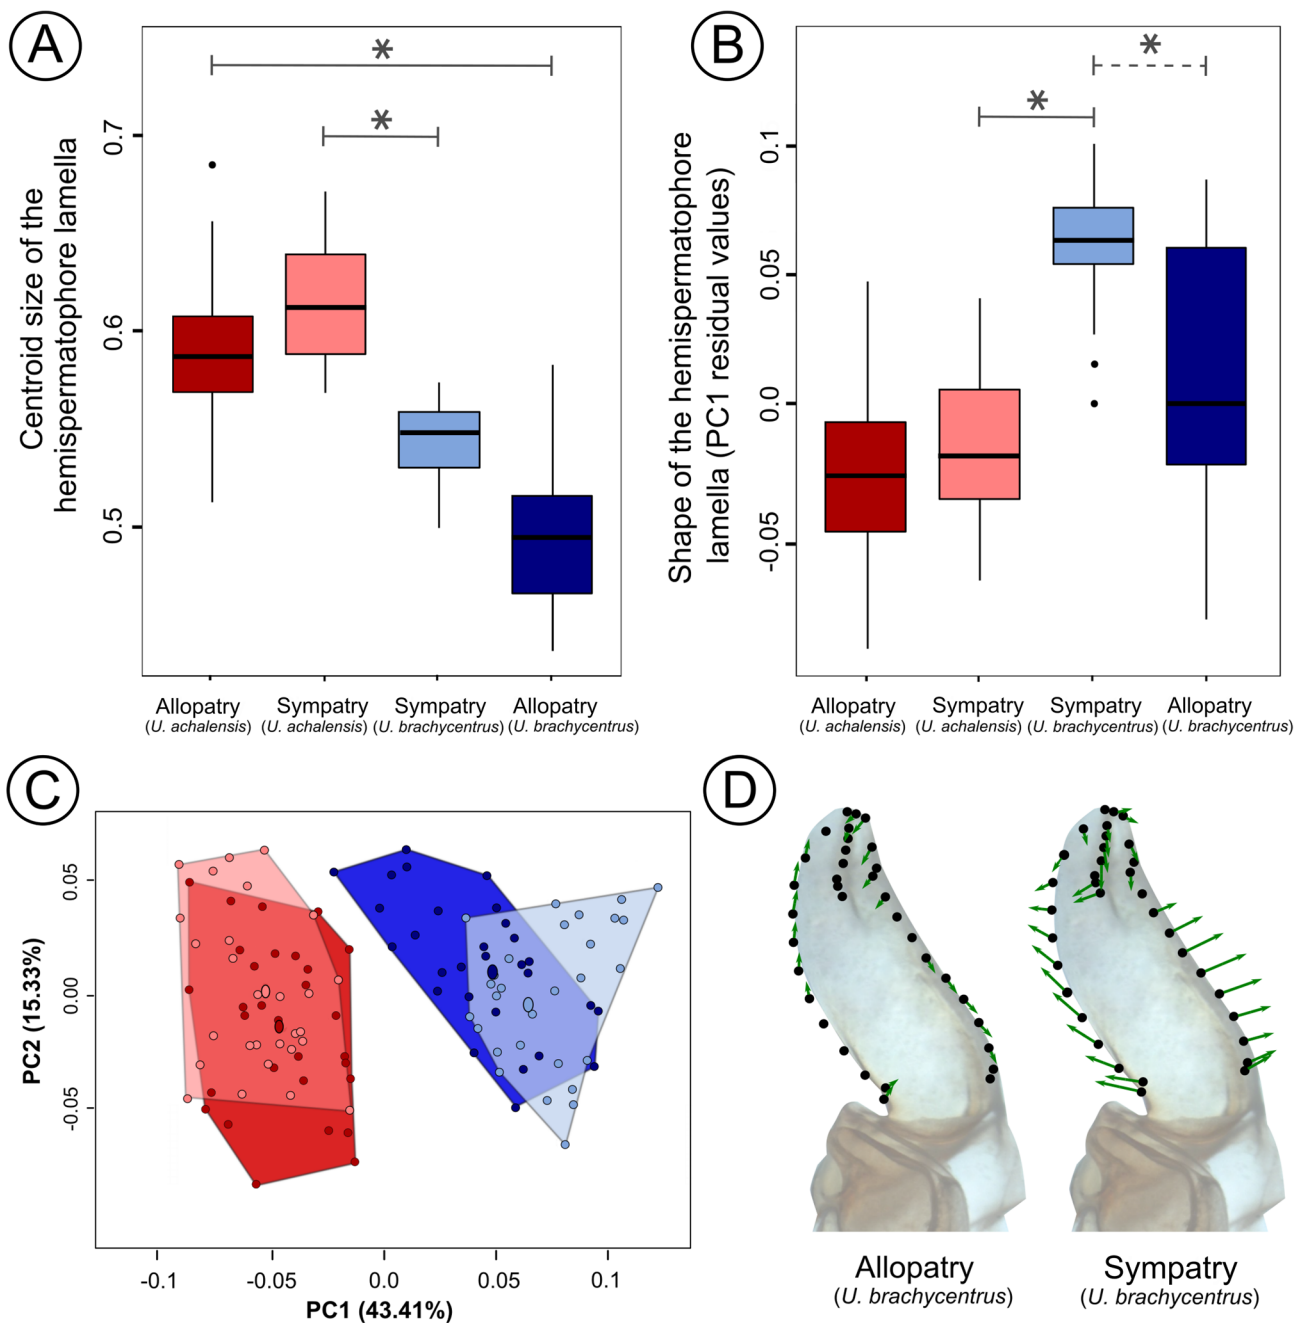 A
Centroid size of the
hemispermatophore lamella
0.7
0.6
0.5
*
*
Allopatry
(U. achalensis)
Sympatry
(U. achalensis)
Sympatry
(U. brachycentrus)
Allopatry
(U. brachycentrus)
B
Shape of the hemispermatophore
lamella (PC1 residual values)
0.1
0.05
0.0
-0.05
*
*
Allopatry
(U. achalensis)
Sympatry
(U. achalensis)
Sympatry
(U. brachycentrus)
Allopatry
(U. brachycentrus)
C
PC2 (15.33%)
0.05
0.00
-0.05
-0.1
-0.05
0.0
0.05
0.1
PC1 (43.41%)
D
Allopatry
(U. brachycentrus)
Sympatry
(U. brachycentrus)